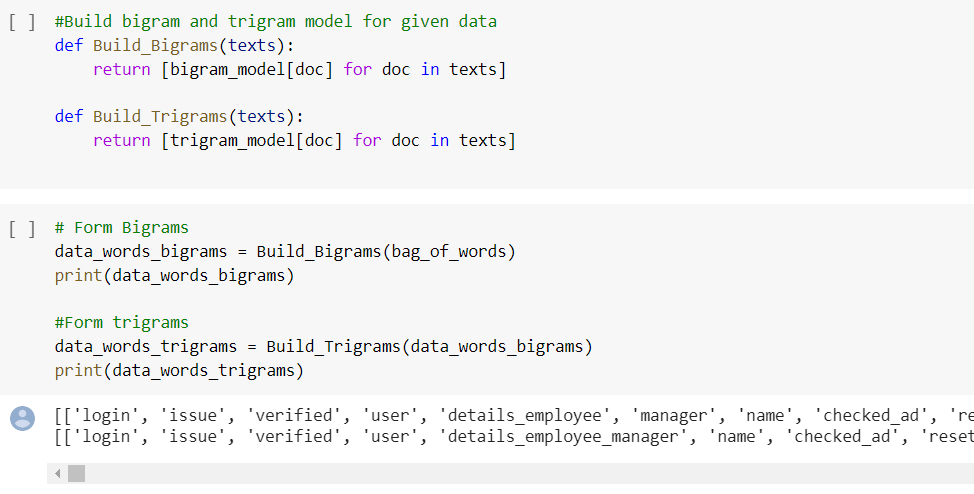 [ ] #Build bigram and trigram model for given data
def Build_Bigrams(texts):
    return [bigram_model[doc] for doc in texts]
def Build_Trigrams(texts):
    return [trigram_model[doc] for doc in texts]
[ ] # Form Bigrams
data_words_bigrams = Build_Bigrams(bag_of_words)
print(data_words_bigrams)
#Form trigrams
data_words_trigrams = Build_Trigrams(data_words_bigrams)
print(data_words_trigrams)
[['login', 'issue', 'verified', 'user', 'details_employee', 'manager', 'name', 'checked_ad', 're
[['login', 'issue', 'verified', 'user', 'details_employee_manager', 'name', 'checked_ad', 'reset